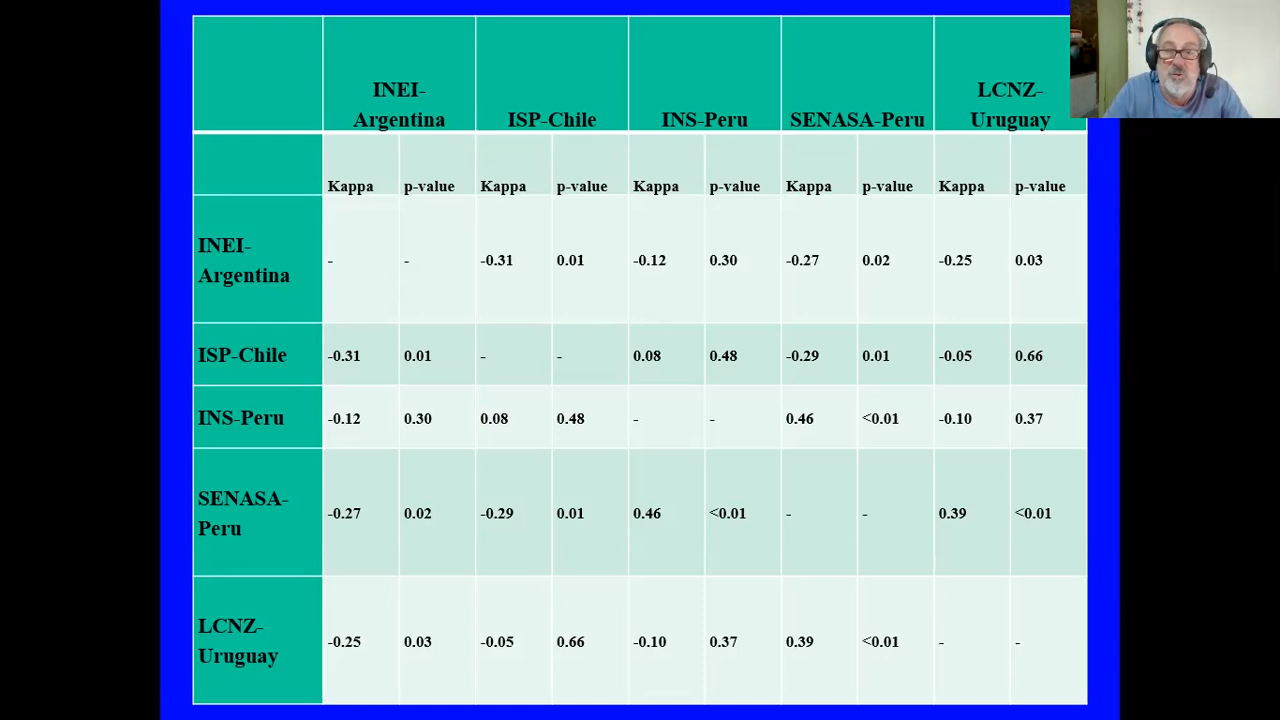 INEI-
Argentina ISP-Chile INS-Peru SENASA-Peru LCNZ-
Uruguay
Kappa p-value Kappa p-value Kappa p-value Kappa p-value Kappa p-value
INEI-
Argentina - - -0.31 0.01 -0.12 0.30 -0.27 0.02 -0.25 0.03
ISP-Chile -0.31 0.01 - - 0.08 0.48 -0.29 0.01 -0.05 0.66
INS-Peru -0.12 0.30 0.08 0.48 - - 0.46 <0.01 -0.10 0.37
SENASA-
Peru -0.27 0.02 -0.29 0.01 0.46 <0.01 - - 0.39 <0.01
LCNZ-
Uruguay -0.25 0.03 -0.05 0.66 -0.10 0.37 0.39 <0.01 - -